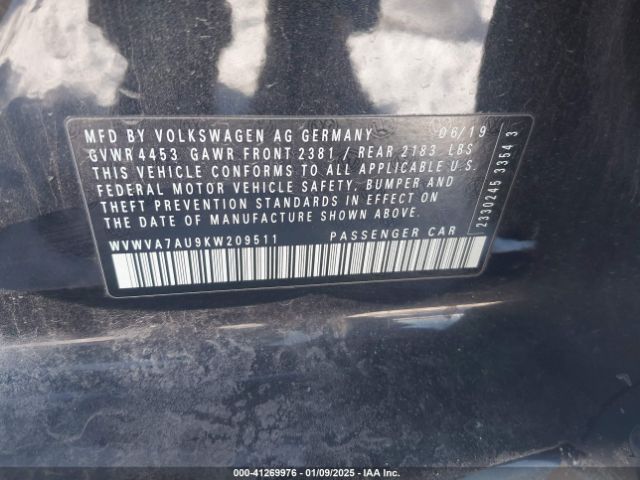 MFD BY VOLKSWAGEN AG GERMANY 06/19
GVWR 4453 GAWR FRONT 2381 / REAR 2183 LBS
THIS VEHICLE CONFORMS TO ALL APPLICABLE U.S.
FEDERAL MOTOR VEHICLE SAFETY, BUMPER AND
THEFT PREVENTION STANDARDS IN EFFECT ON
THE DATE OF MANUFACTURE SHOWN ABOVE.
WVWVA7AU9KW209511 PASSENGER CAR
2330245 3354 3
000-41269976 - 01/09/2025 - IAA Inc.